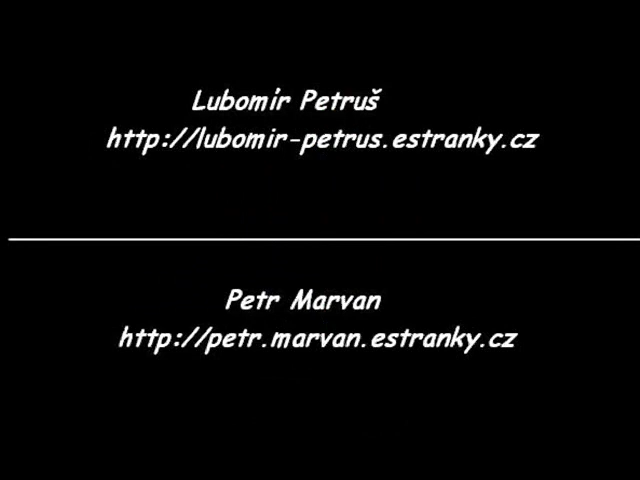 Lubomír Petruš
http://lubomir-petrus.estranky.cz
Petr Marvan
http://petr.marvan.estranky.cz